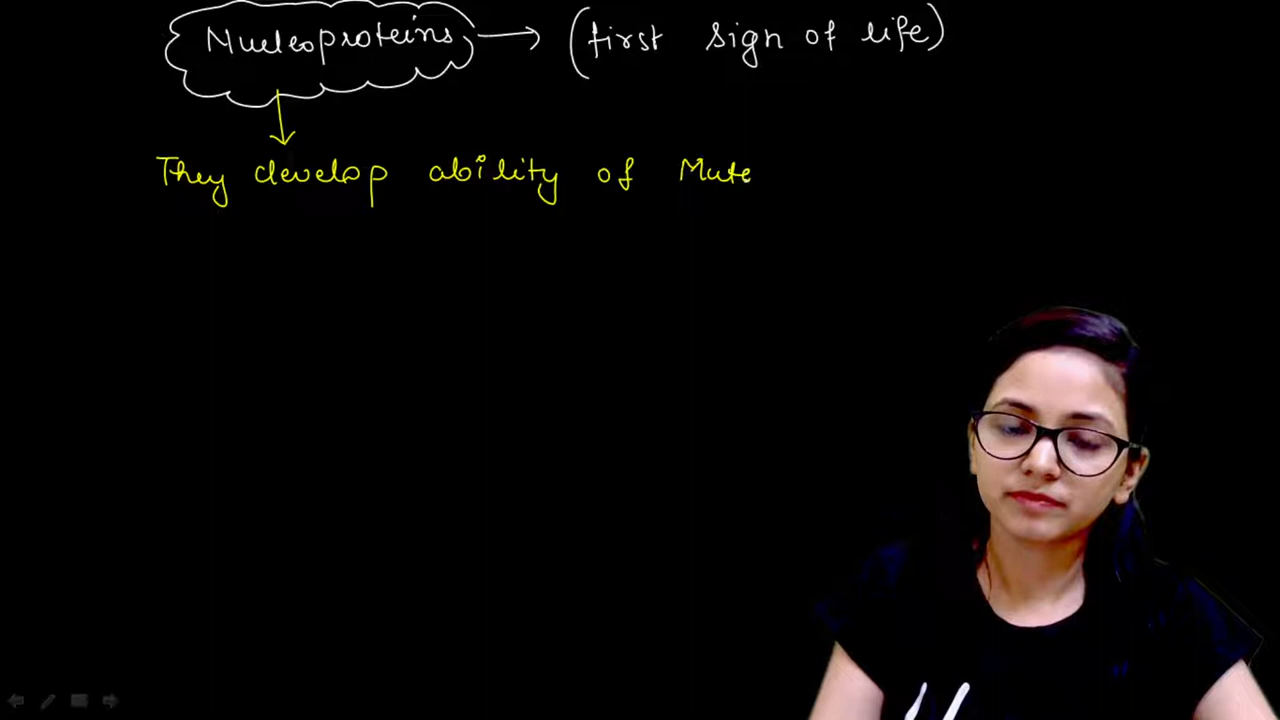 Nucleoproteins → (first sign of life)
They develop ability of Mute